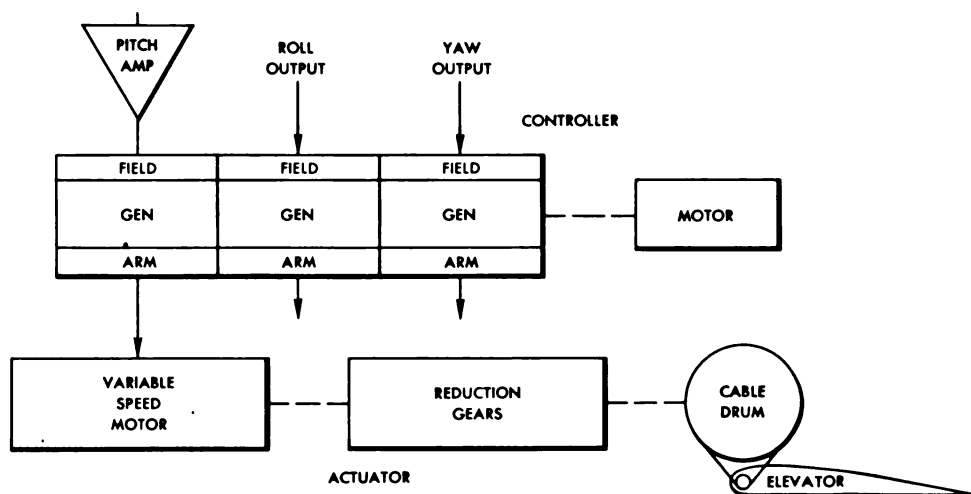 PITCH
AMP
ROLL
OUTPUT
YAW
OUTPUT
CONTROLLER
FIELD
FIELD
FIELD
GEN
GEN
GEN
MOTOR
ARM
ARM
ARM
VARIABLE
SPEED
MOTOR
REDUCTION
GEARS
CABLE
DRUM
ACTUATOR
ELEVATOR